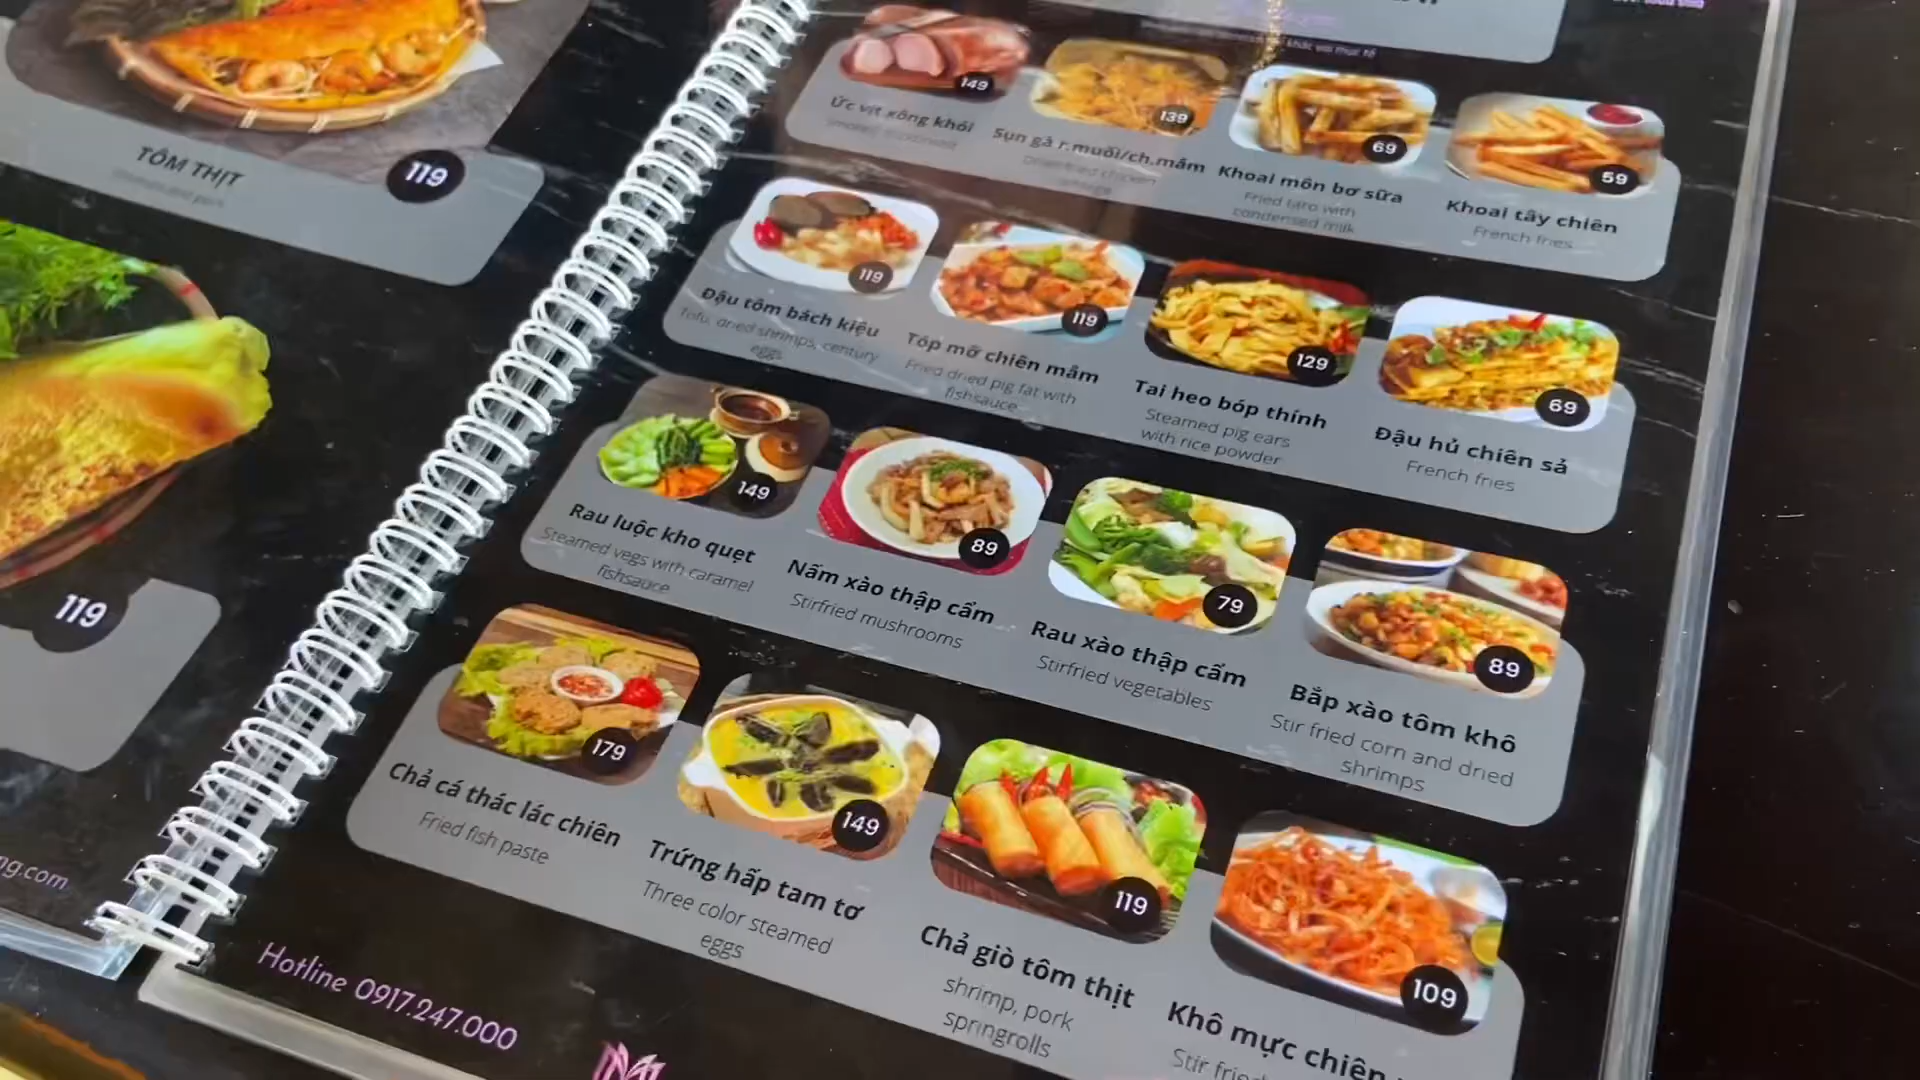 TÔM THỊT
119
119
ng.com
khác với thực tế
149
139
69
59
Ức vịt xông khói
Sụn gà r.muối/ch.mắm
Khoai môn bơ sữa
Fried taro with
condensed milk
Khoai tây chiên
French fries
119
119
129
69
Đậu tôm bách kiệu
Tofu, dried shrimps, century
eggs
Tóp mỡ chiên mắm
Fried dried pig fat with
fishsauce
Tai heo bóp thính
Steamed pig ears
with rice powder
Đậu hủ chiên sả
French fries
149
89
79
89
Rau luộc kho quẹt
Steamed vegs with caramel
fishsauce
Nấm xào thập cẩm
Stirfried mushrooms
Rau xào thập cẩm
Stirfried vegetables
Bắp xào tôm khô
Stir fried corn and dried
shrimps
179
149
119
109
Chả cá thác lác chiên
Fried fish paste
Trứng hấp tam tơ
Three color steamed
eggs
Chả giò tôm thịt
shrimp, pork
springrolls
Khô mực chiên
Stir
Hotline 0917.247.000